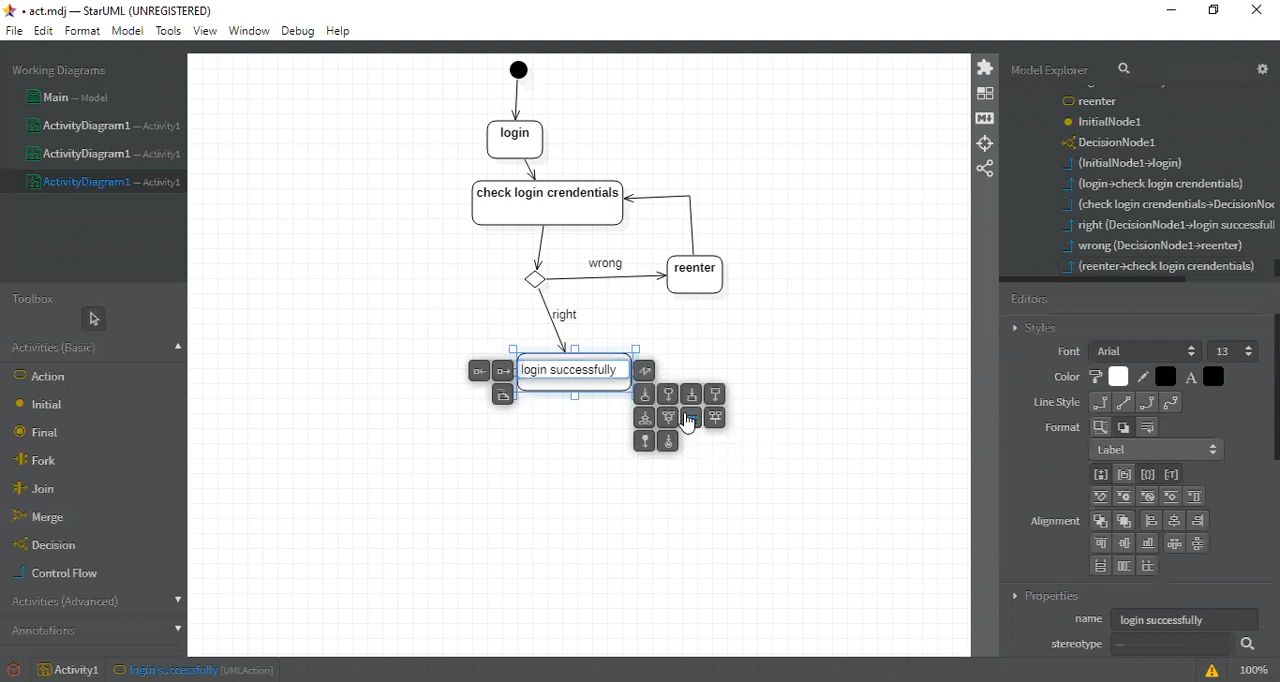 • act.mdj — StarUML (UNREGISTERED)
File Edit Format Model Tools View Window Debug Help
Working Diagrams
Main — Model
ActivityDiagram1 — Activity1
ActivityDiagram1 — Activity1
ActivityDiagram1 — Activity1
Toolbox
Activities (Basic)
Action
Initial
Final
Fork
Join
Merge
Decision
Control Flow
Activities (Advanced)
Annotations
login
check login crendentials
wrong
reenter
right
login successfully
Model Explorer
reenter
InitialNode1
DecisionNode1
(InitialNode1→login)
(login→check login crendentials)
(check login crendentials→DecisionNo
right (DecisionNode1→login successfull
wrong (DecisionNode1→reenter)
(reenter→check login crendentials)
Editors
Styles
Font Arial 13
Color A
Line Style
Format
Label
Alignment
Properties
name login successfully
stereotype —
Activity1 login successfully [UMLAction] 100%